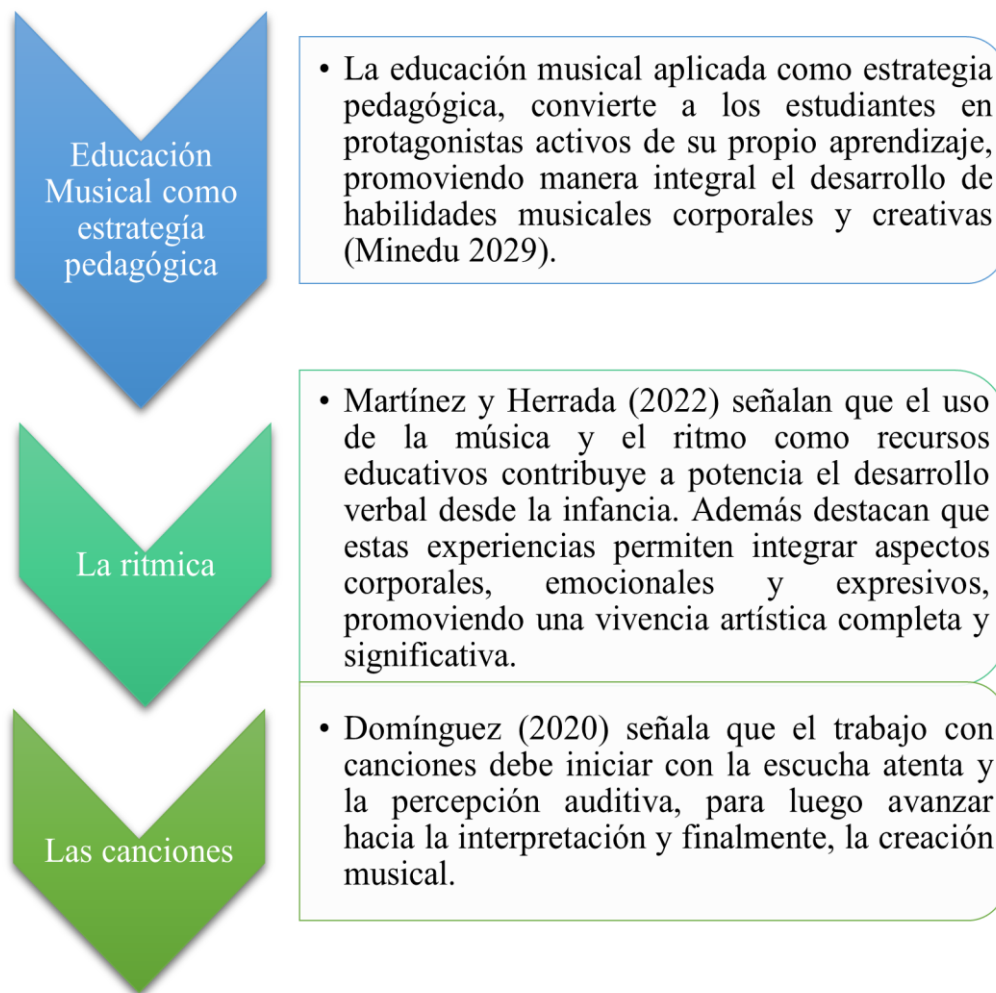 Educación
Musical como
estrategía
pedagógica
• La educación musical aplicada como estrategia
pedagógica, convierte a los estudiantes en
protagonistas activos de su propio aprendizaje,
promoviendo manera integral el desarrollo de
habilidades musicales corporales y creativas
(Minedu 2029).
La ritmica
• Martínez y Herrada (2022) señalan que el uso
de la música y el ritmo como recursos
educativos contribuye a potencia el desarrollo
verbal desde la infancia. Además destacan que
estas experiencias permiten integrar aspectos
corporales, emocionales y expresivos,
promoviendo una vivencia artística completa y
significativa.
Las canciones
• Domínguez (2020) señala que el trabajo con
canciones debe iniciar con la escucha atenta y
la percepción auditiva, para luego avanzar
hacia la interpretación y finalmente, la creación
musical.